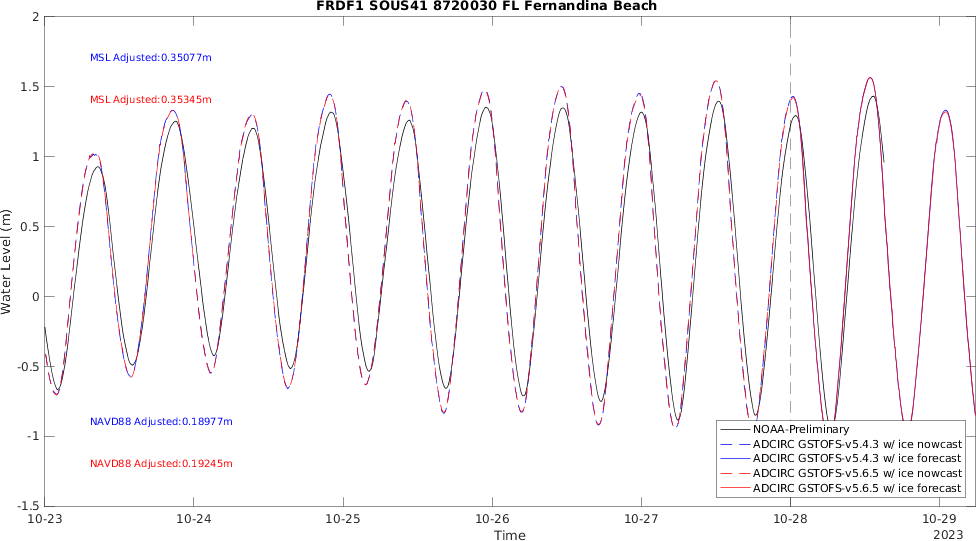 FRDF1 SOUS41 8720030 FL Fernandina Beach
2
1.5
1
0.5
0
-0.5
-1
-1.5
Water Level (m)
MSL Adjusted:0.35077m
MSL Adjusted:0.35345m
NAVD88 Adjusted:0.18977m
NAVD88 Adjusted:0.19245m
NOAA-Preliminary
ADCIRC GSTOFS-v5.4.3 w/ ice nowcast
ADCIRC GSTOFS-v5.4.3 w/ ice forecast
ADCIRC GSTOFS-v5.6.5 w/ ice nowcast
ADCIRC GSTOFS-v5.6.5 w/ ice forecast
10-23 10-24 10-25 10-26 10-27 10-28 10-29
Time
2023